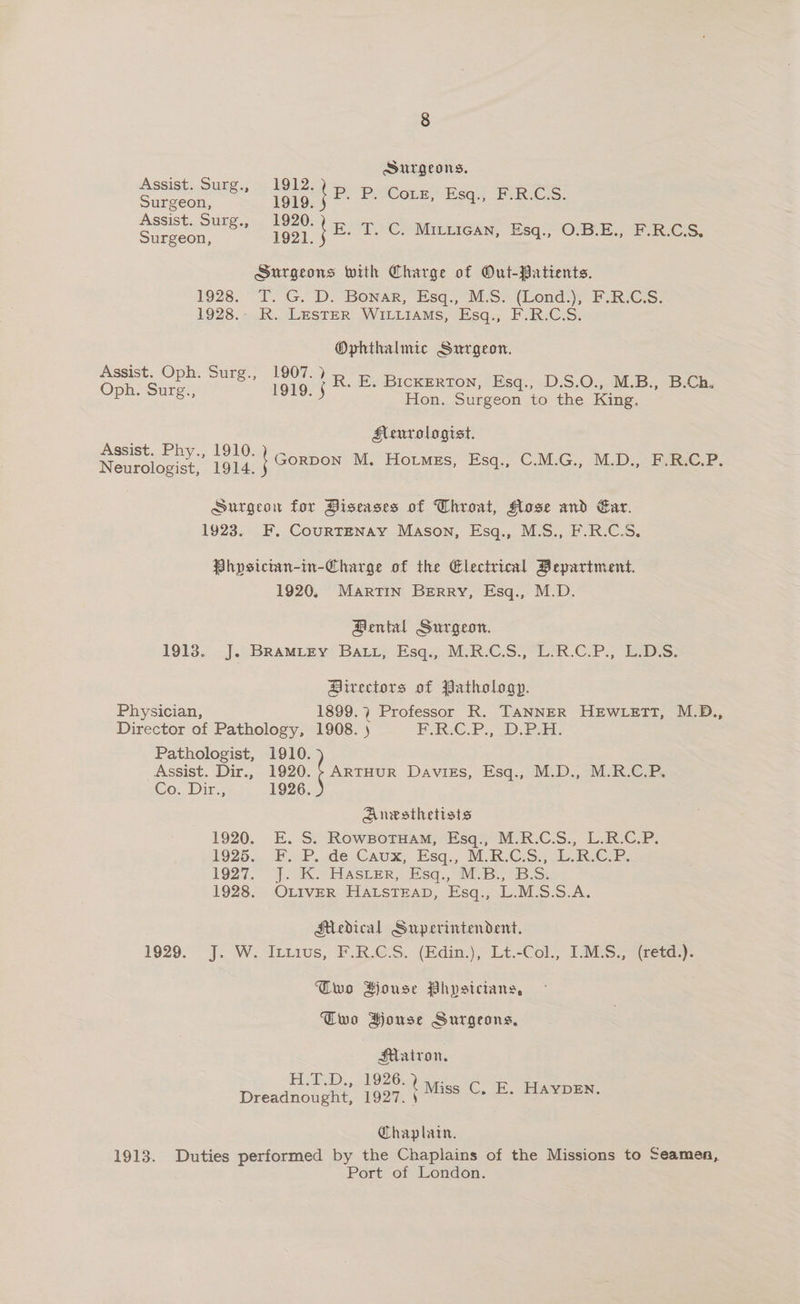 8
Surgeons.
Assist. Surg., 1912. } P. P. COLE, Esq., F.R.C.S.
Surgeon, 1919.
Assist. Surg., 1920. } E. T. C. MILLIGAN, Esq., O.B.E., F.R.C.S.
Surgeon, 1921.
Surgeons with Charge of Out-Patients.
1928. T. G. D. BONAR, Esq., M.S. (Lond.), F.R.C.S.
1928. R. LESTER WILLIAMS, Esq., F.R.C.S.
Ophthalmic Surgeon.
Assist. Oph. Surg., 1907. } R. E. BICKERTON, Esq., D.S.O., M.B., B.Ch.
Oph. Surg., 1919. Hon. Surgeon to the King.
Neurologist.
Assist. Phy., 1910. } GORDON M. HOLMES, Esq., C.M.G., M.D., F.R.C.P.
Neurologist, 1914.
Surgeon for Diseases of Throat, Nose and Ear.
1923. F. COURTENAY MASON, Esq., M.S., F.R.C.S.
Physician-in-Charge of the Electrical Department.
1920. MARTIN BERRY, Esq., M.D.
Dental Surgeon.
1913. J. BRAMLEY BALL, Esq., M.R.C.S., L.R.C.P., L.D.S.
Directors of Pathology.
Physician, 1899. } Professor R. TANNER HEWLETT, M.D.,
Director of Pathology, 1908. F.R.C.P., D.P.H.
Pathologist, 1910.
Assist. Dir., 1920. } ARTHUR DAVIES, Esq., M.D., M.R.C.P.
Co. Dir., 1926.
Anæsthetists
1920. E. S. ROWBOTHAM, Esq., M.R.C.S., L.R.C.P.
1925. F. P. de CAUX, Esq., M.R.C.S., L.R.C.P.
1927. J. K. HASLER, Esq., M.B., B.S.
1928. OLIVER HALSTEAD, Esq., L.M.S.S.A.
Medical Superintendent.
1929. J. W. ILLIUS, F.R.C.S. (Edin.), Lt.-Col., I.M.S., (retd.).
Two House Physicians,
Two House Surgeons,
Matron.
H.T.D., 1926. } Miss C. E. HAYDEN.
Dreadnought, 1927.
Chaplain.
1913. Duties performed by the Chaplains of the Missions to Seamen,
Port of London.